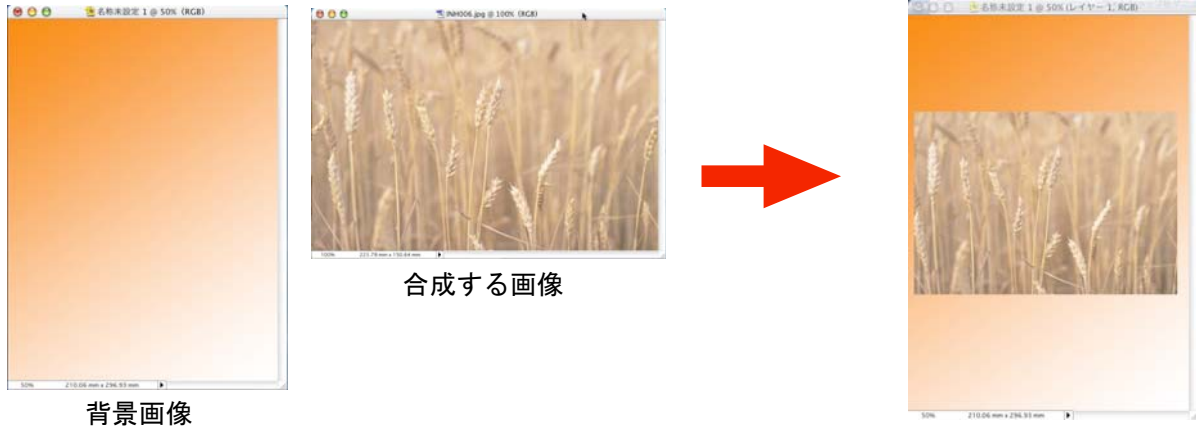 名称未設定 1 @ 50% (RGB)
50% 210.06 mm x 296.93 mm
背景画像
INH006.jpg @ 100% (RGB)
100%
合成する画像
名称未設定 1 @ 50% (レイヤー 1, RGB)
50% 210.06 mm x 296.93 mm